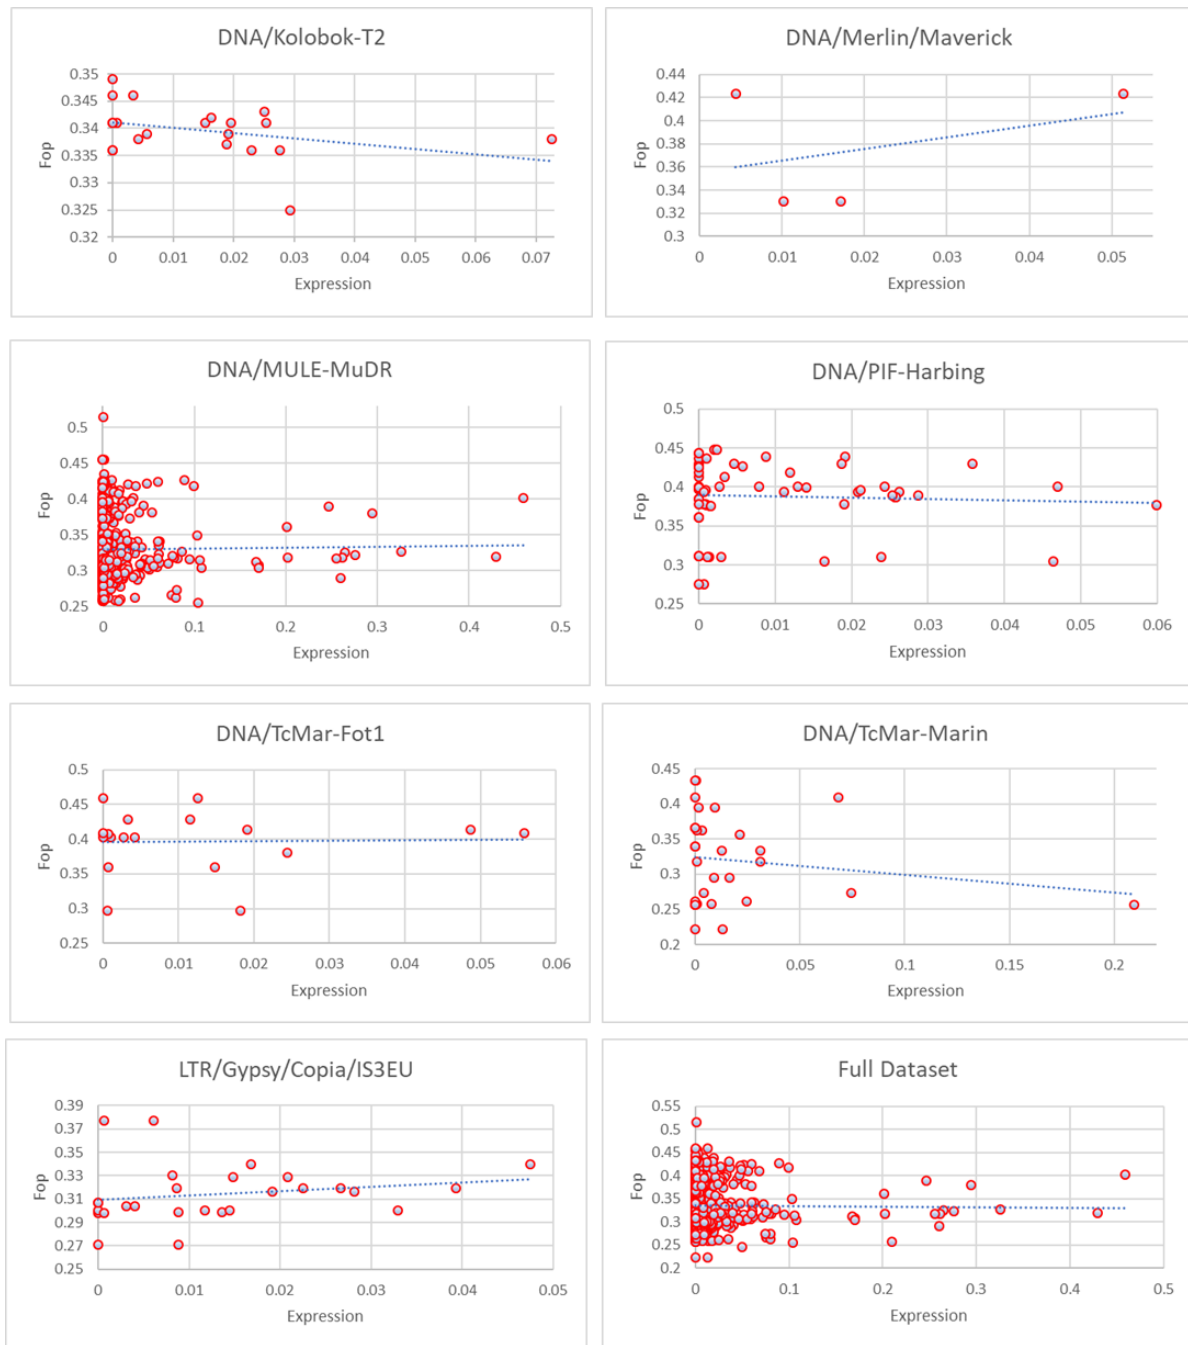 DNA/Kolobok-T2
0.35
0.345
0.34
0.335
0.33
0.325
0.32
Fop
0 0.01 0.02 0.03 0.04 0.05 0.06 0.07
Expression
DNA/Merlin/Maverick
0.44
0.42
0.4
0.38
0.36
0.34
0.32
0.3
Fop
0 0.01 0.02 0.03 0.04 0.05
Expression
DNA/MULE-MuDR
0.5
0.45
0.4
0.35
0.3
0.25
Fop
0 0.1 0.2 0.3 0.4 0.5
Expression
DNA/PIF-Harbing
0.5
0.45
0.4
0.35
0.3
0.25
Fop
0 0.01 0.02 0.03 0.04 0.05 0.06
Expression
DNA/TcMar-Fot1
0.5
0.45
0.4
0.35
0.3
0.25
Fop
0 0.01 0.02 0.03 0.04 0.05 0.06
Expression
DNA/TcMar-Marin
0.45
0.4
0.35
0.3
0.25
0.2
Fop
0 0.05 0.1 0.15 0.2
Expression
LTR/Gypsy/Copia/IS3EU
0.39
0.37
0.35
0.33
0.31
0.29
0.27
0.25
Fop
0 0.01 0.02 0.03 0.04 0.05
Expression
Full Dataset
0.55
0.5
0.45
0.4
0.35
0.3
0.25
0.2
Fop
0 0.1 0.2 0.3 0.4 0.5
Expression